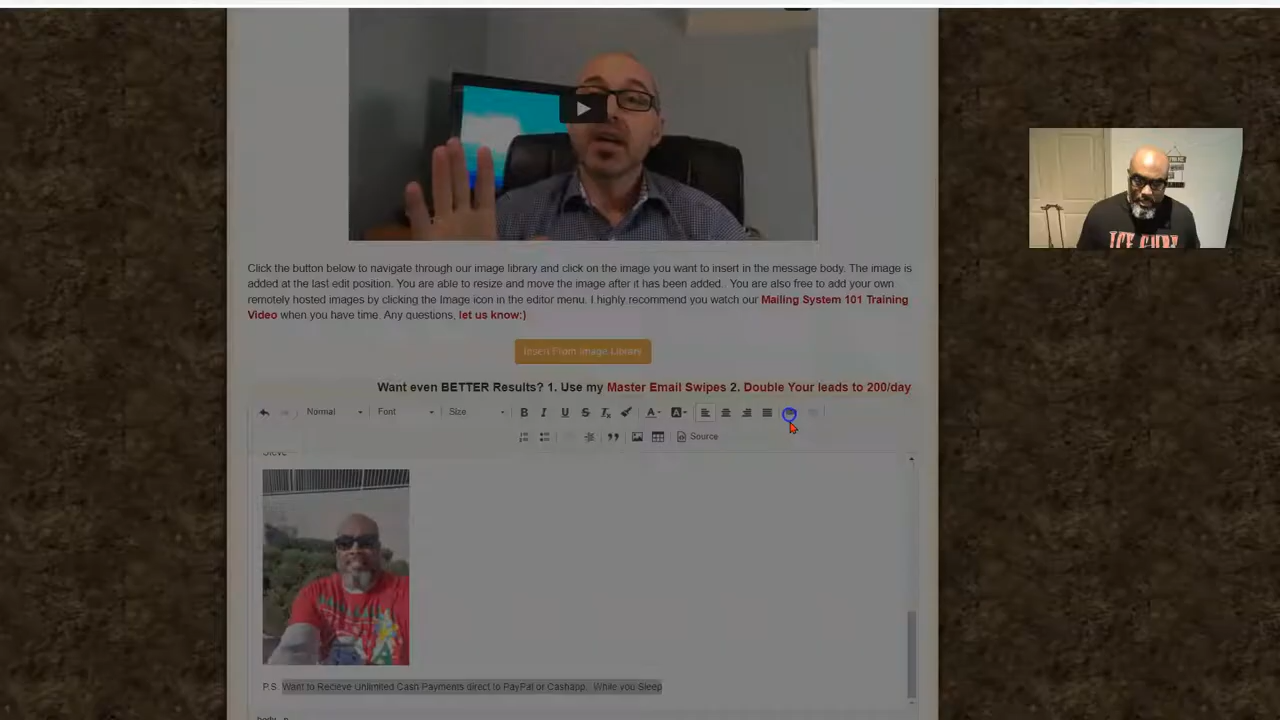 Click the button below to navigate through our image library and click on the image you want to insert in the message body. The image is
added at the last edit position. You are able to resize and move the image after it has been added. You are also free to add your own
remotely hosted images by clicking the Image icon in the editor menu. I highly recommend you watch our Mailing System 101 Training
Video when you have time. Any questions, let us know:)
Insert From Image Library
Want even BETTER Results? 1. Use my Master Email Swipes 2. Double Your leads to 200/day
Normal Font Size B I U S Tx A A
Source
Steve
P.S. Want to Recieve Unlimited Cash Payments direct to PayPal or Cashapp. While you Sleep
body p